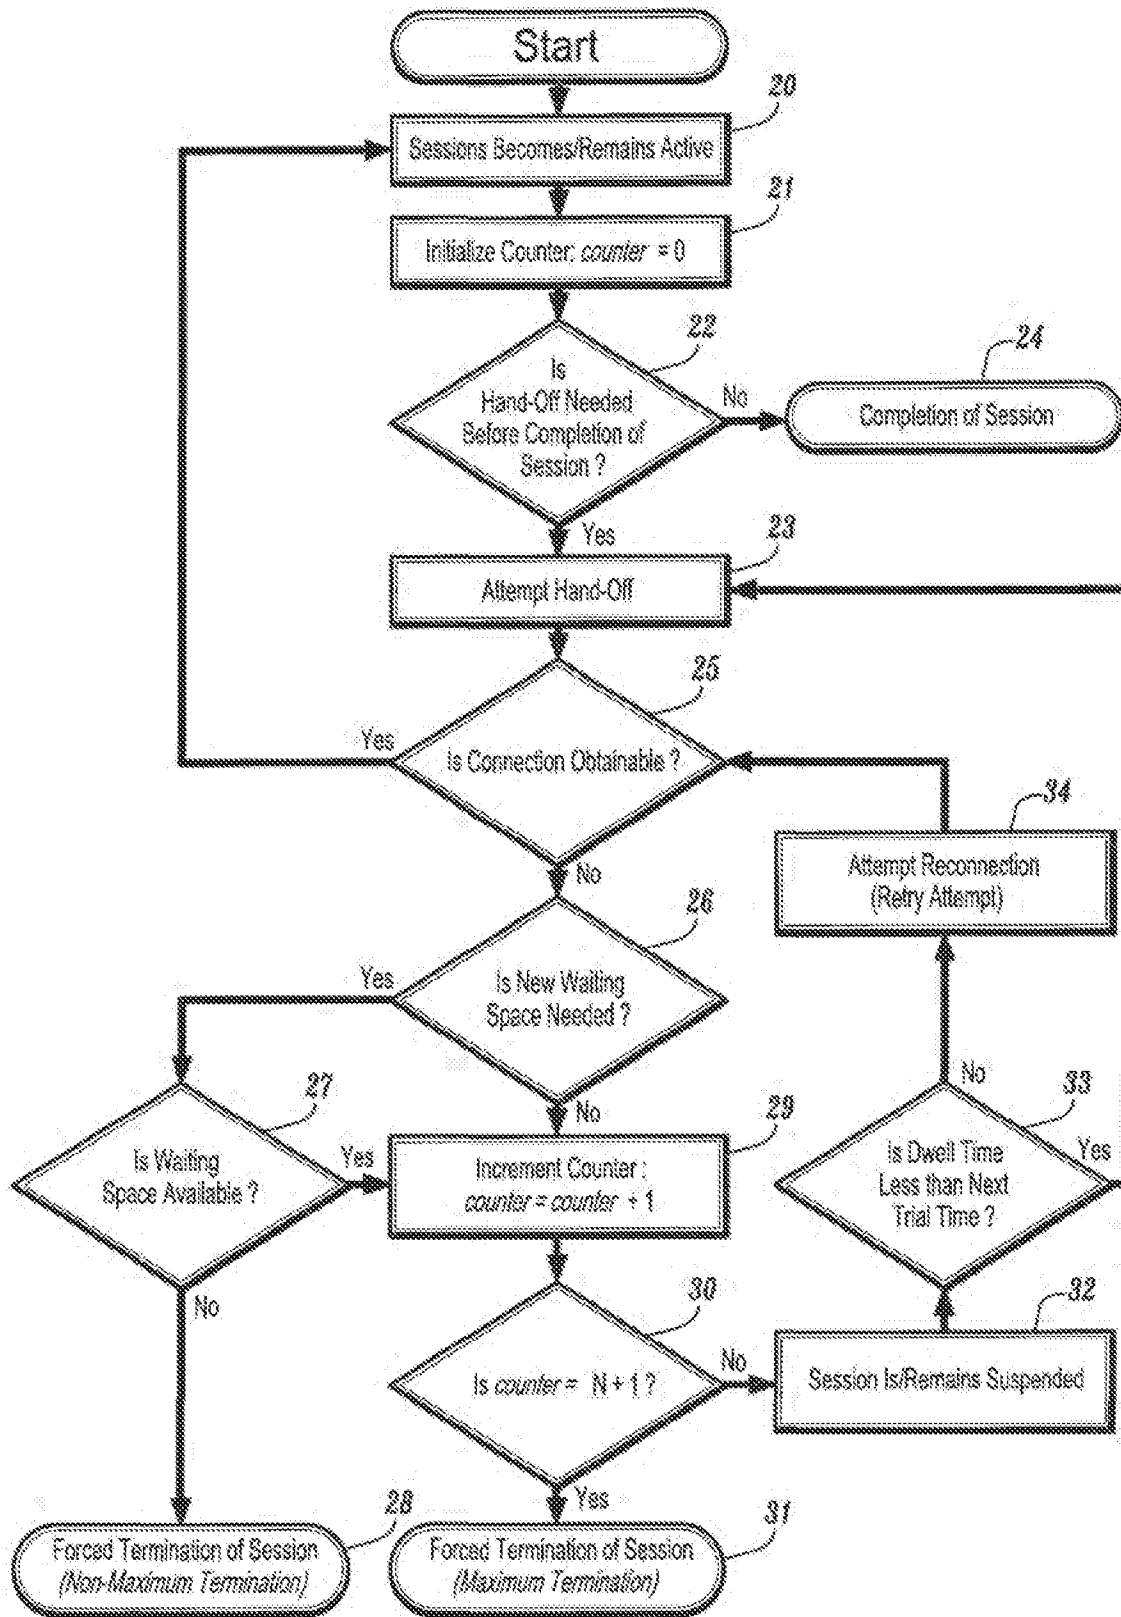 Start
20
Sessions Becomes/Remains Active
21
Initialize Counter: counter = 0
22
Is
Hand-Off Needed
Before Completion of
Session ?
No
24
Completion of Session
Yes
23
Attempt Hand-Off
25
Yes
Is Connection Obtainable ?
34
Attempt Reconnection
(Retry Attempt)
No
26
Yes
Is New Waiting
Space Needed ?
No
27
Is Waiting
Space Available ?
Yes
No
29
Increment Counter :
counter = counter + 1
No
33
Is Dwell Time
Less than Next
Trial Time ?
Yes
No
30
Is counter = N + 1 ?
No
32
Session Is/Remains Suspended
Yes
28
Forced Termination of Session
(Non-Maximum Termination)
31
Forced Termination of Session
(Maximum Termination)